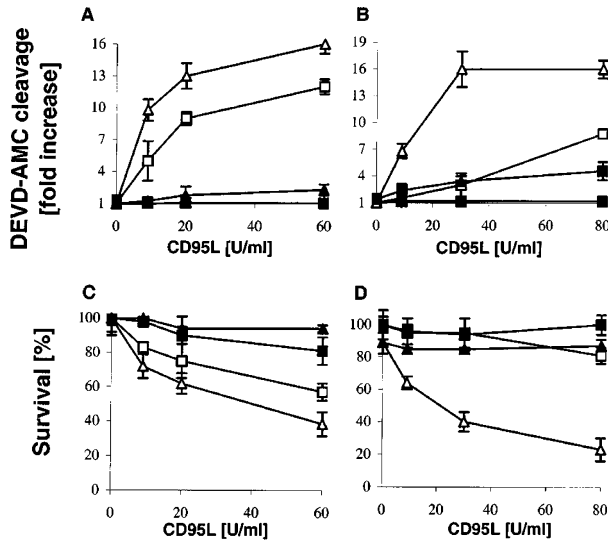 A
B
DEVD-AMC cleavage
[fold increase]
16
13
10
7
4
1
0 20 40 60
CD95L [U/ml]
19
16
13
10
7
4
1
0 20 40 60 80
CD95L [U/ml]
C
D
Survival [%]
100
80
60
40
20
0
0 20 40 60
CD95L [U/ml]
100
80
60
40
20
0
0 20 40 60 80
CD95L [U/ml]